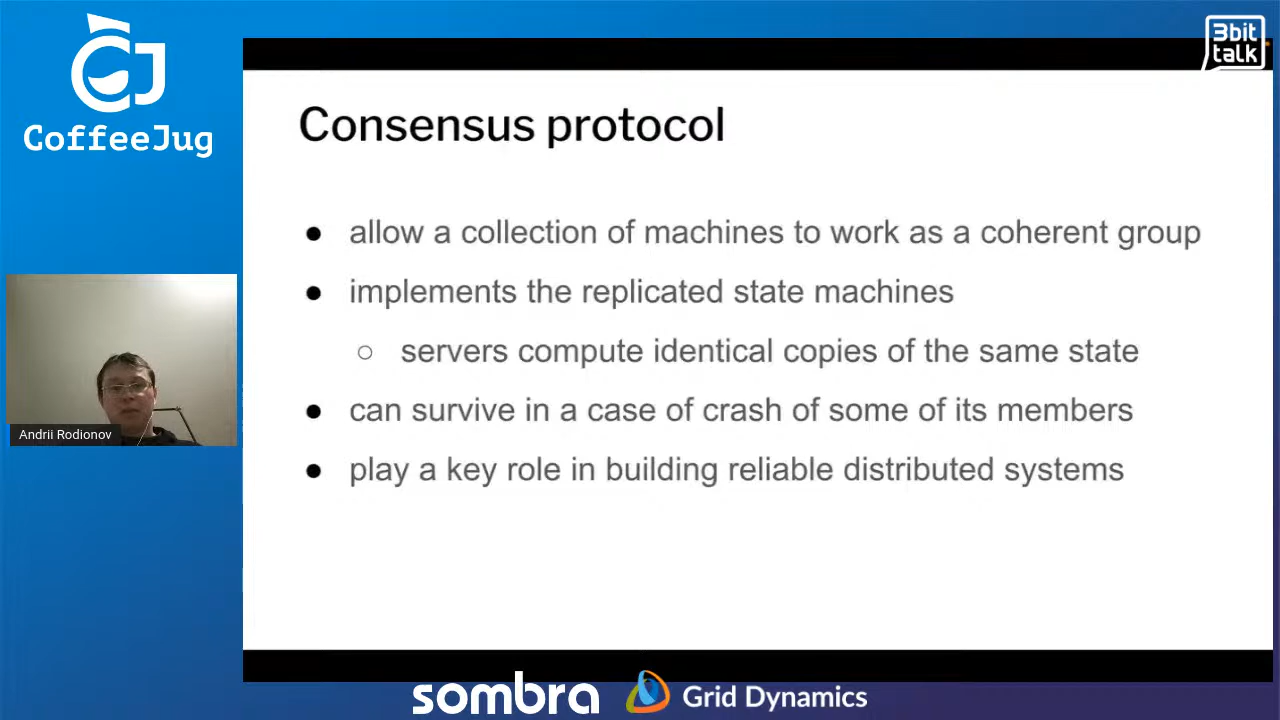 CoffeeJug
3bit
talk
Consensus protocol
● allow a collection of machines to work as a coherent group
● implements the replicated state machines
○ servers compute identical copies of the same state
● can survive in a case of crash of some of its members
● play a key role in building reliable distributed systems
Andrii Rodionov
sombra
Grid Dynamics